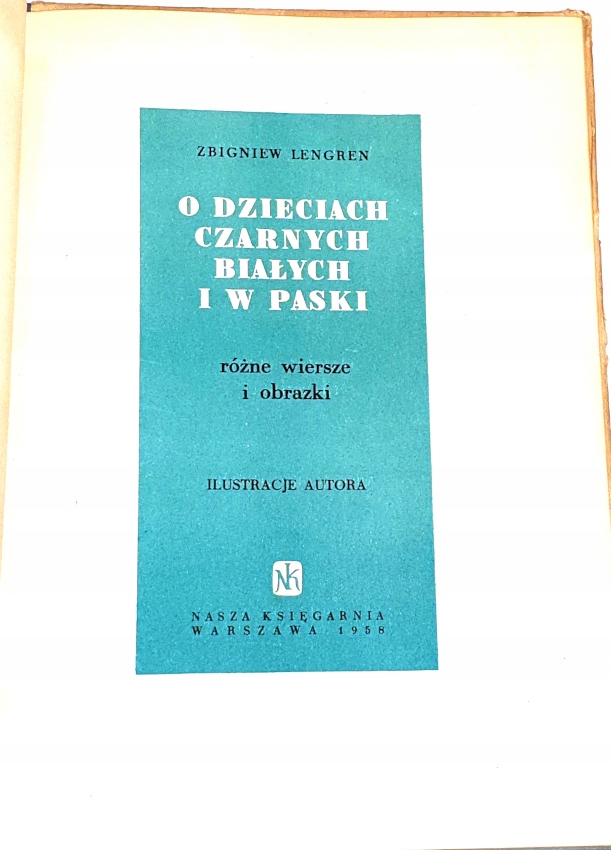 ZBIGNIEW LENGREN
O DZIECIACH
CZARNYCH
BIAŁYCH
I W PASKI
różne wiersze
i obrazki
ILUSTRACJE AUTORA
NK
NASZA KSIĘGARNIA
WARSZAWA 1958